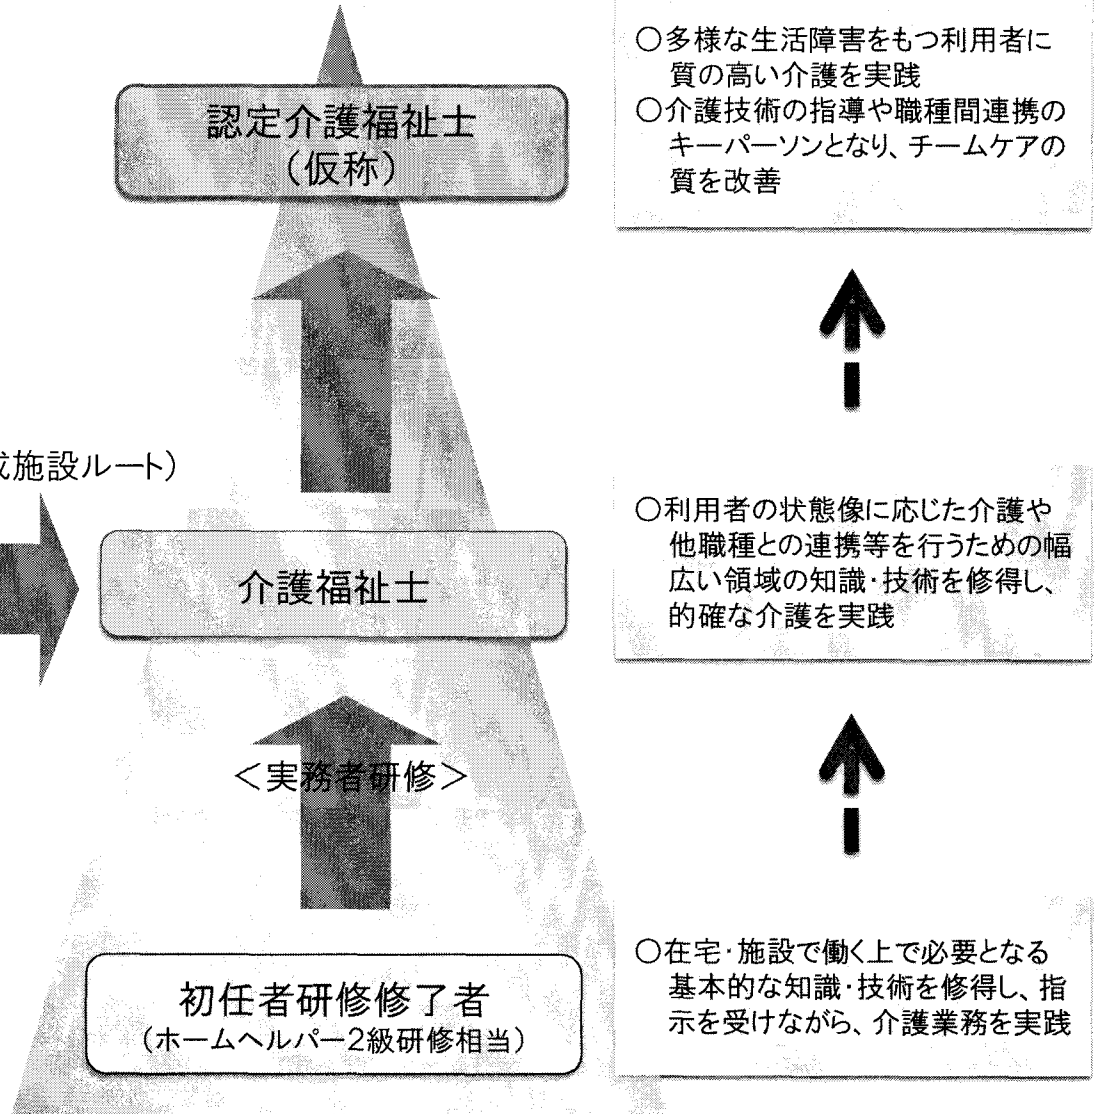 認定介護福祉士
（仮称）
○多様な生活障害をもつ利用者に
質の高い介護を実践
○介護技術の指導や職種間連携の
キーパーソンとなり、チームケアの
質を改善
施設ルート）
介護福祉士
○利用者の状態像に応じた介護や
他職種との連携等を行うための幅
広い領域の知識・技術を修得し、
的確な介護を実践
＜実務者研修＞
初任者研修修了者
（ホームヘルパー2級研修相当）
○在宅・施設で働く上で必要となる
基本的な知識・技術を修得し、指
示を受けながら、介護業務を実践